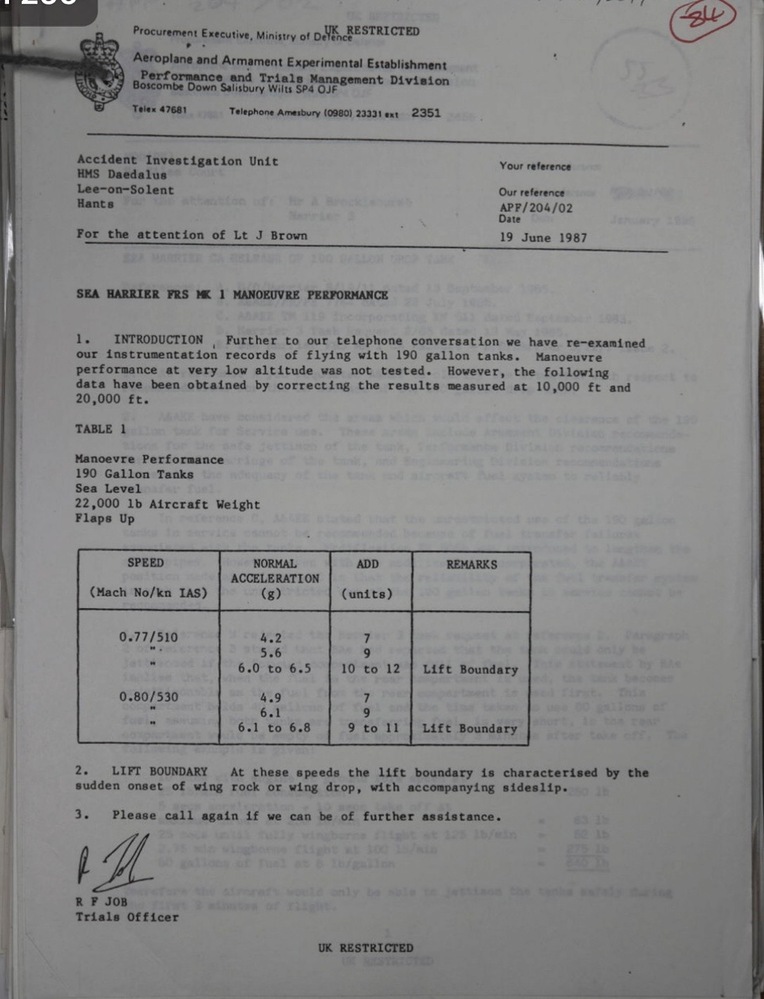 84
Procurement Executive, Ministry of Defence
UK RESTRICTED
Aeroplane and Armament Experimental Establishment
Performance and Trials Management Division
Boscombe Down Salisbury Wilts SP4 OJF
Telex 47681 Telephone Amesbury (0980) 23331 ext 2351
Accident Investigation Unit
HMS Daedalus
Lee-on-Solent
Hants
For the attention of Lt J Brown
Your reference
Our reference
APF/204/02
Date
19 June 1987
SEA HARRIER FRS MK 1 MANOEUVRE PERFORMANCE
1. INTRODUCTION Further to our telephone conversation we have re-examined
our instrumentation records of flying with 190 gallon tanks. Manoeuvre
performance at very low altitude was not tested. However, the following
data have been obtained by correcting the results measured at 10,000 ft and
20,000 ft.
TABLE 1
Manoevre Performance
190 Gallon Tanks
Sea Level
22,000 lb Aircraft Weight
Flaps Up
SPEED NORMAL ADD REMARKS
ACCELERATION
(Mach No/kn IAS) (g) (units)
0.77/510 4.2 7
" 5.6 9
" 6.0 to 6.5 10 to 12 Lift Boundary
0.80/530 4.9 7
" 6.1 9
" 6.1 to 6.8 9 to 11 Lift Boundary
2. LIFT BOUNDARY At these speeds the lift boundary is characterised by the
sudden onset of wing rock or wing drop, with accompanying sideslip.
3. Please call again if we can be of further assistance.
R F JOB
Trials Officer
UK RESTRICTED